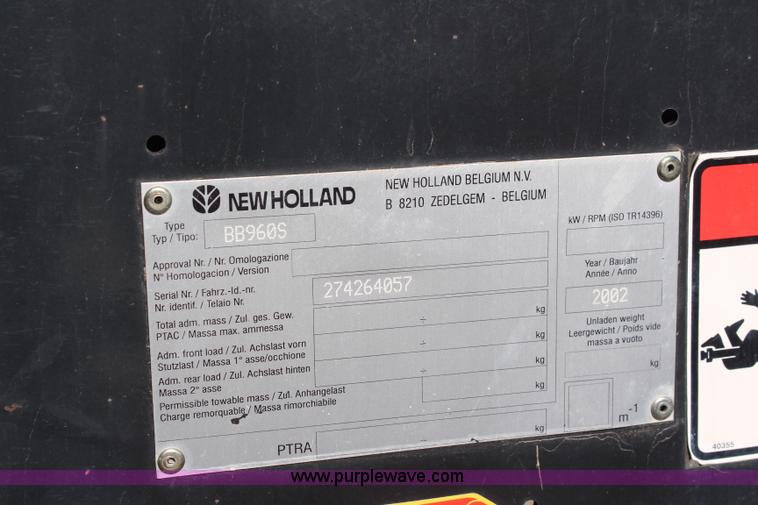 NEW HOLLAND
NEW HOLLAND BELGIUM N.V.
B 8210 ZEDELGEM - BELGIUM
Type
Typ / Tipo:
BB960S
kW / RPM (ISO TR14396)
Approval Nr. / Nr. Omologazione
N° Homologacion / Version
Serial Nr. / Fahrz.-Id.-nr.
Nr. identif. / Telaio Nr.
274264057
Year / Baujahr
Année / Anno
2002
Total adm. mass / Zul. ges. Gew.
PTAC / Massa max. ammessa
÷ kg
Unladen weight
Leergewicht / Poids vide
massa a vuoto
kg
Adm. front load / Zul. Achslast vorn
Stutzlast / Massa 1° asse/occhione
÷ kg
Adm. rear load / Zul. Achslast hinten
Massa 2° asse
÷ kg
Permissible towable mass / Zul. Anhangelast
Charge remorquable / Massa rimorchiabile
kg
PTRA
÷ kg
m-1
40355
www.purplewave.com